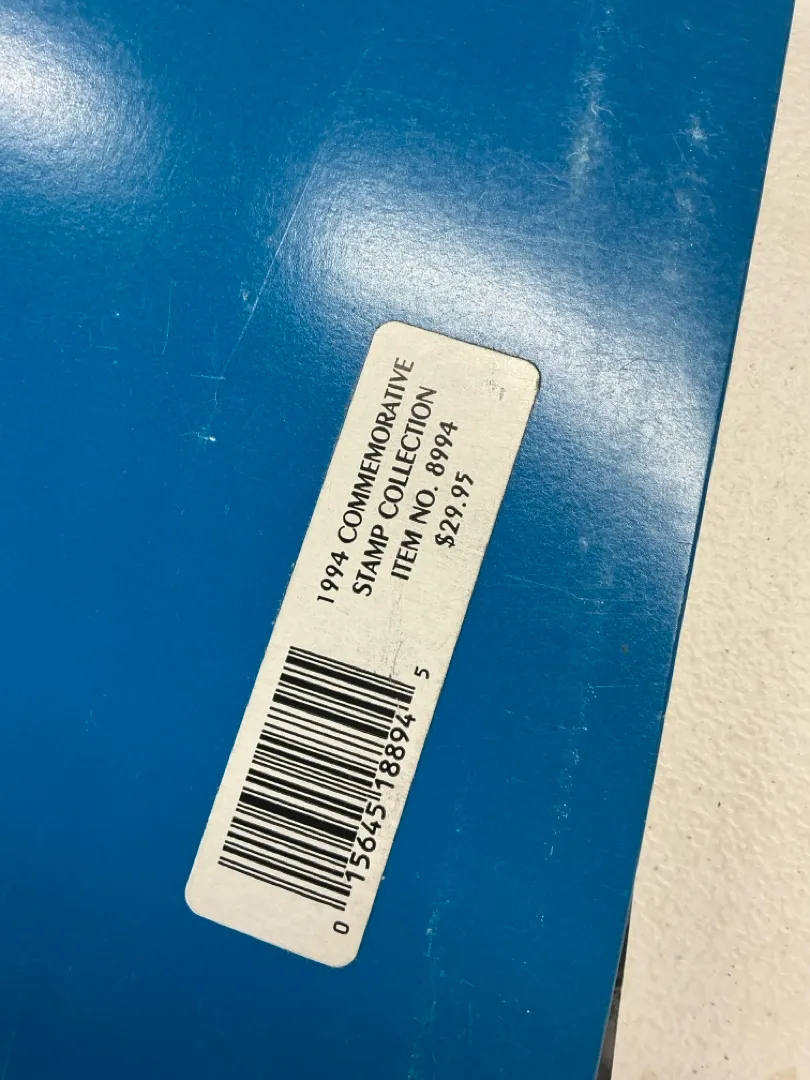 1994 COMMEMORATIVE
STAMP COLLECTION
ITEM NO. 8994
$29.95
0 15645 18894 5